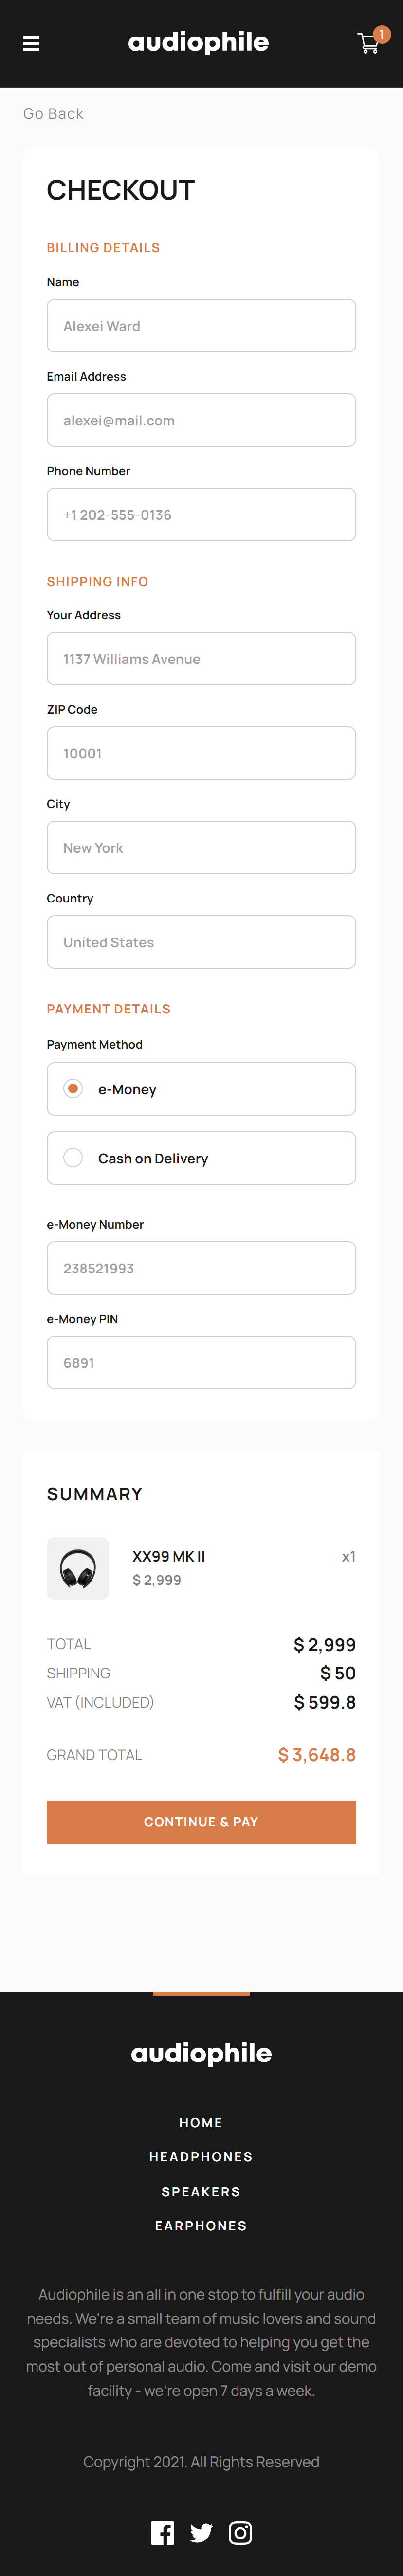 audiophile
1
Go Back
CHECKOUT
BILLING DETAILS
Name
Alexei Ward
Email Address
alexei@mail.com
Phone Number
+1 202-555-0136
SHIPPING INFO
Your Address
1137 Williams Avenue
ZIP Code
10001
City
New York
Country
United States
PAYMENT DETAILS
Payment Method
e-Money
Cash on Delivery
e-Money Number
238521993
e-Money PIN
6891
SUMMARY
XX99 MK II x1
$ 2,999
TOTAL $ 2,999
SHIPPING $ 50
VAT (INCLUDED) $ 599.8
GRAND TOTAL $ 3,648.8
CONTINUE & PAY
audiophile
HOME
HEADPHONES
SPEAKERS
EARPHONES
Audiophile is an all in one stop to fulfill your audio
needs. We're a small team of music lovers and sound
specialists who are devoted to helping you get the
most out of personal audio. Come and visit our demo
facility - we're open 7 days a week.
Copyright 2021. All Rights Reserved